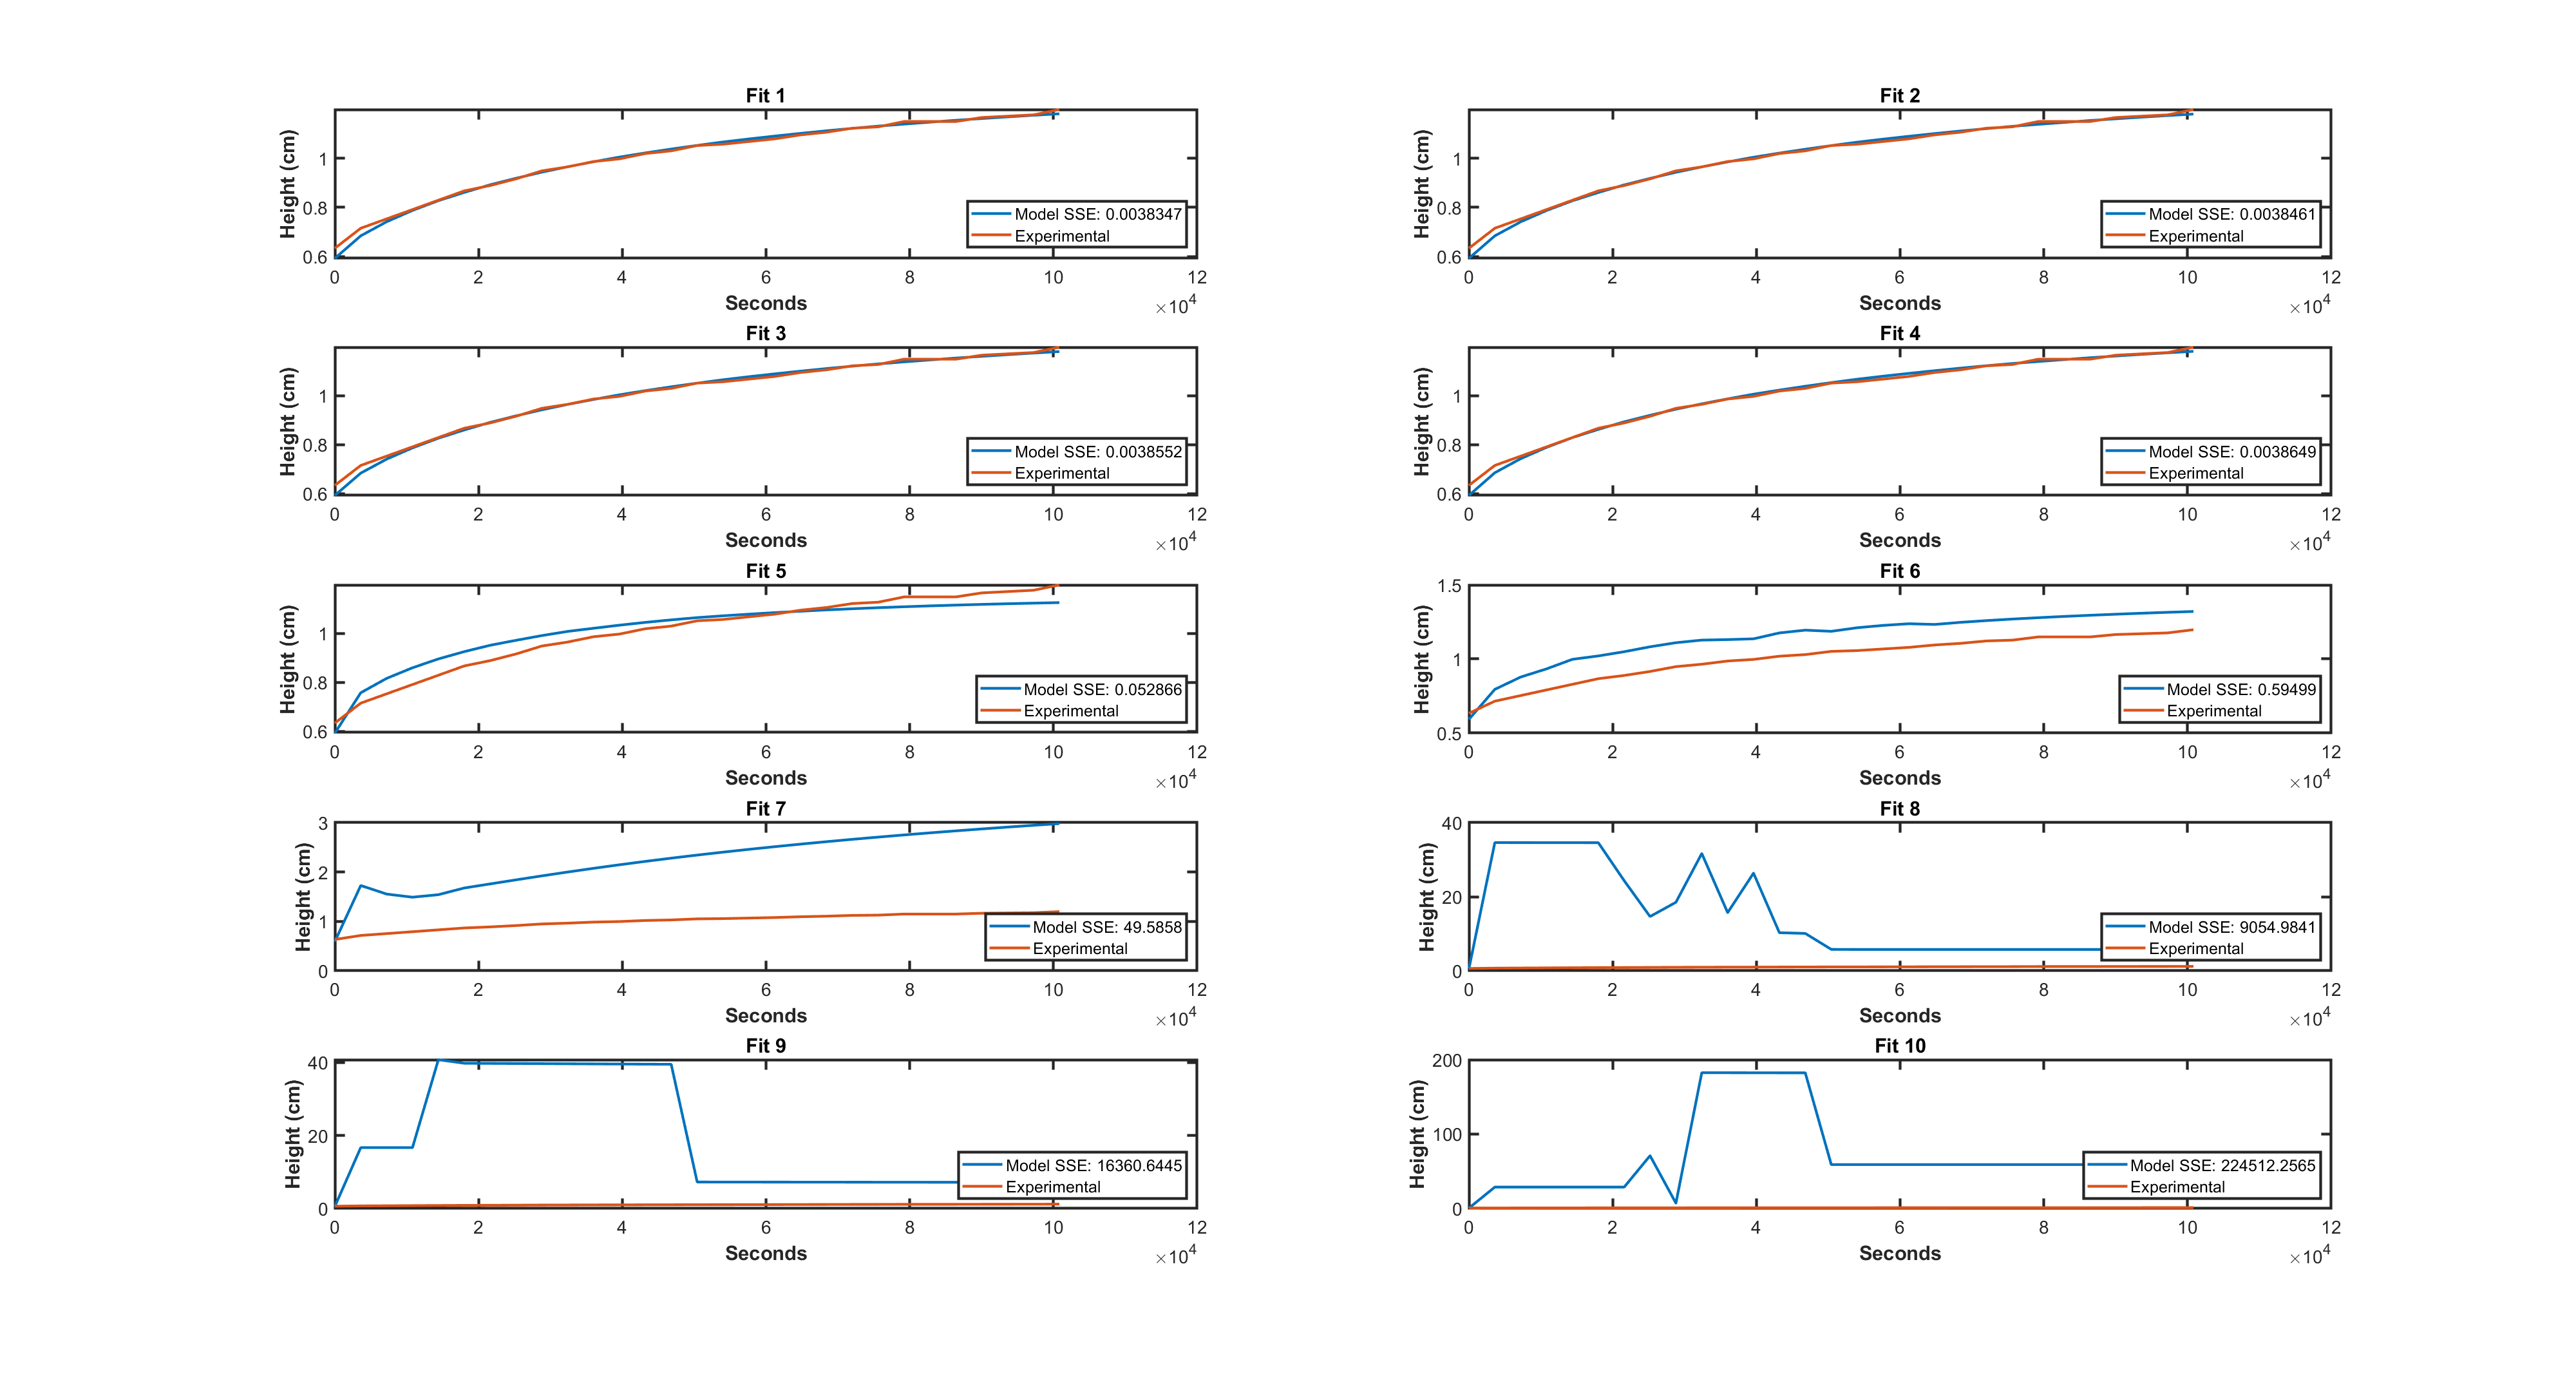 Fit 1
Height (cm)
1
0.8
0.6
Model SSE: 0.0038347
Experimental
0 2 4 6 8 10 12
Seconds
×10^4
Fit 2
Height (cm)
1
0.8
0.6
Model SSE: 0.0038461
Experimental
0 2 4 6 8 10 12
Seconds
×10^4
Fit 3
Height (cm)
1
0.8
0.6
Model SSE: 0.0038552
Experimental
0 2 4 6 8 10 12
Seconds
×10^4
Fit 4
Height (cm)
1
0.8
0.6
Model SSE: 0.0038649
Experimental
0 2 4 6 8 10 12
Seconds
×10^4
Fit 5
Height (cm)
1
0.8
0.6
Model SSE: 0.052866
Experimental
0 2 4 6 8 10 12
Seconds
×10^4
Fit 6
Height (cm)
1.5
1
0.5
Model SSE: 0.59499
Experimental
0 2 4 6 8 10 12
Seconds
×10^4
Fit 7
Height (cm)
3
2
1
0
Model SSE: 49.5858
Experimental
0 2 4 6 8 10 12
Seconds
×10^4
Fit 8
Height (cm)
40
20
0
Model SSE: 9054.9841
Experimental
0 2 4 6 8 10 12
Seconds
×10^4
Fit 9
Height (cm)
40
20
0
Model SSE: 16360.6445
Experimental
0 2 4 6 8 10 12
Seconds
×10^4
Fit 10
Height (cm)
200
100
0
Model SSE: 224512.2565
Experimental
0 2 4 6 8 10 12
Seconds
×10^4